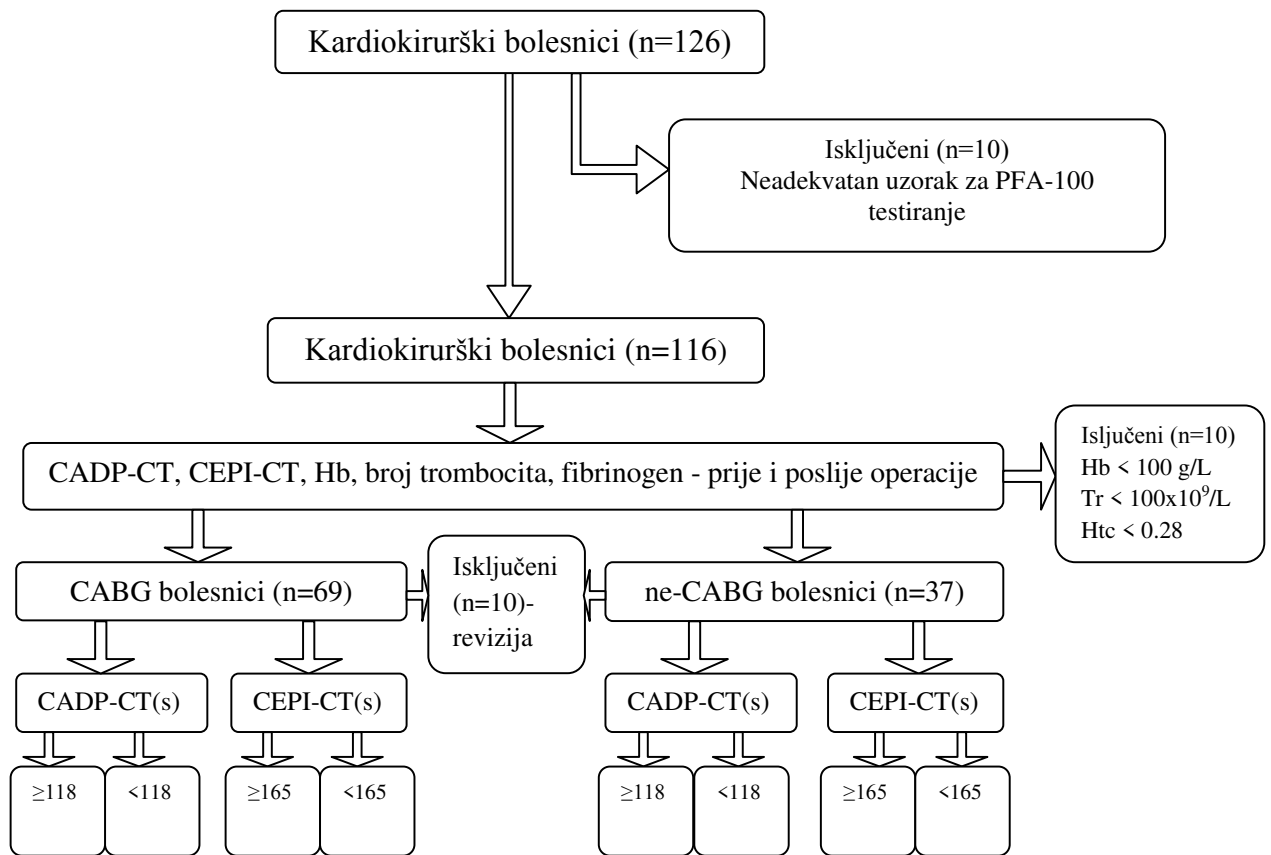 Kardiokirurški bolesnici (n=126)
Isključeni (n=10)
Neadekvatan uzorak za PFA-100
testiranje
Kardiokirurški bolesnici (n=116)
CADP-CT, CEPI-CT, Hb, broj trombocita, fibrinogen - prije i poslije operacije
Isljučeni (n=10)
Hb < 100 g/L
Tr < 100x10⁹/L
Htc < 0.28
CABG bolesnici (n=69)
Isključeni
(n=10)-
revizija
ne-CABG bolesnici (n=37)
CADP-CT(s)
CEPI-CT(s)
CADP-CT(s)
CEPI-CT(s)
≥118
<118
≥165
<165
≥118
<118
≥165
<165